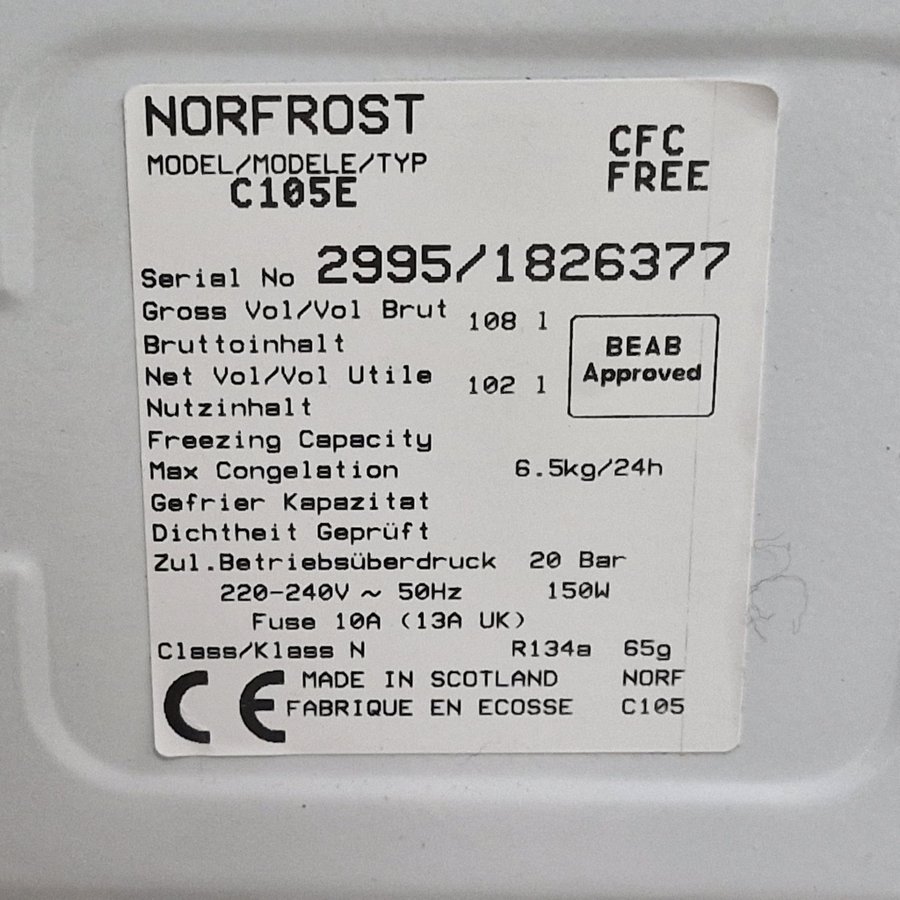 NORFROST
CFC
FREE
MODEL/MODELE/TYP
C105E
Serial No 2995/1826377
Gross Vol/Vol Brut 108 l
Bruttoinhalt
BEAB
Approved
Net Vol/Vol Utile 102 l
Nutzinhalt
Freezing Capacity
Max Congelation 6.5kg/24h
Gefrier Kapazitat
Dichtheit Geprüft
Zul.Betriebsüberdruck 20 Bar
220-240V ~ 50Hz 150W
Fuse 10A (13A UK)
Class/Klass N R134a 65g
CE MADE IN SCOTLAND NORF
FABRIQUE EN ECOSSE C105